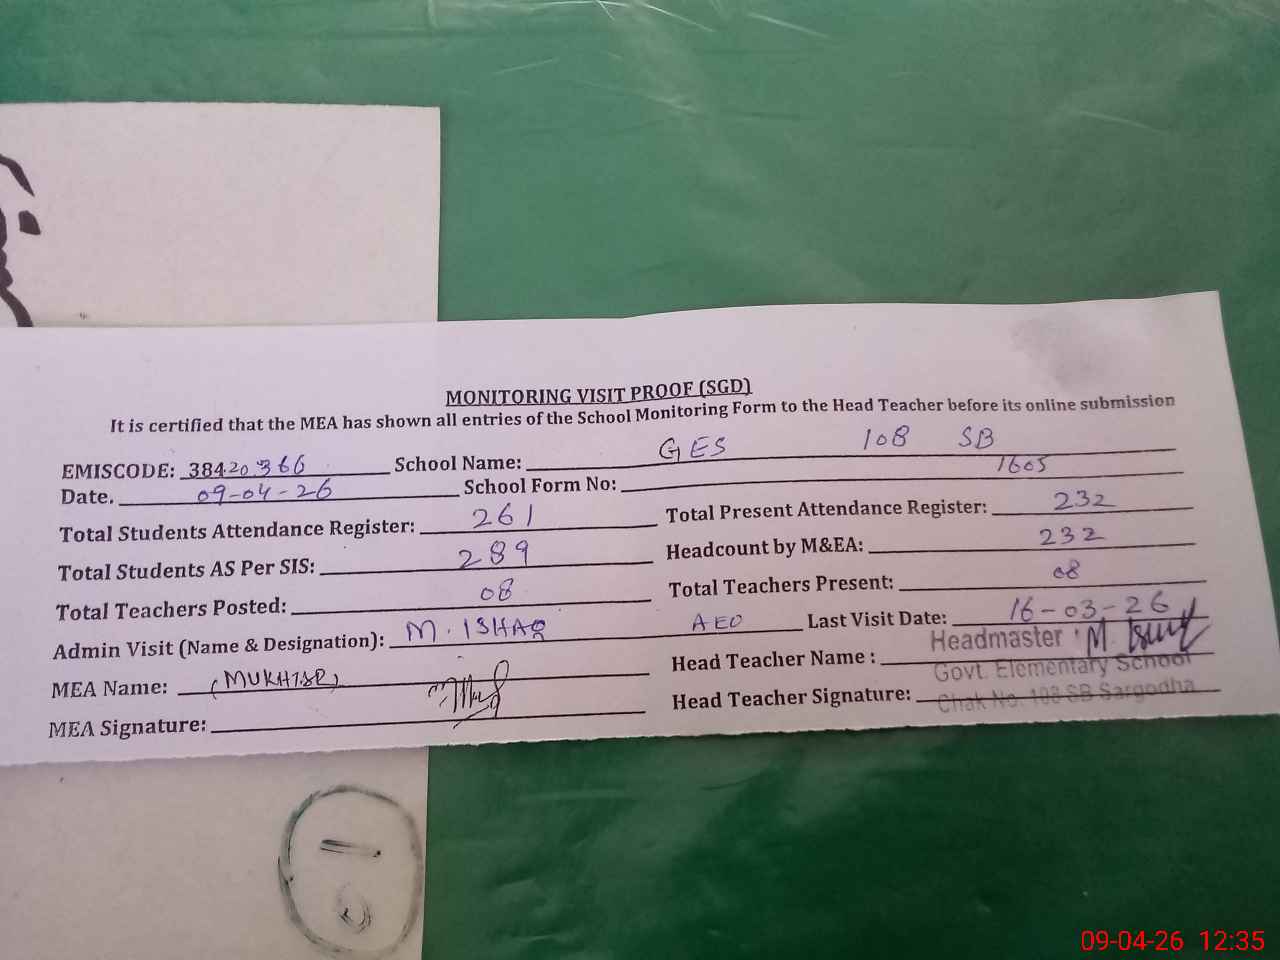 MONITORING VISIT PROOF (SGD)
It is certified that the MEA has shown all entries of the School Monitoring Form to the Head Teacher before its online submission
EMISCODE: 38420366 School Name: GES 108 SB
Date. 09-04-26 School Form No: 1605
Total Students Attendance Register: 261 Total Present Attendance Register: 232
Total Students AS Per SIS: 289 Headcount by M&EA: 232
Total Teachers Posted: 08 Total Teachers Present: 08
Admin Visit (Name & Designation): M. ISHAQ AEO Last Visit Date: 16-03-26
MEA Name: (MUKHTAR) Head Teacher Name :
MEA Signature: Head Teacher Signature:
Headmaster
Govt. Elementary School
Chak No. 108 SB Sargodha
09-04-26 12:35